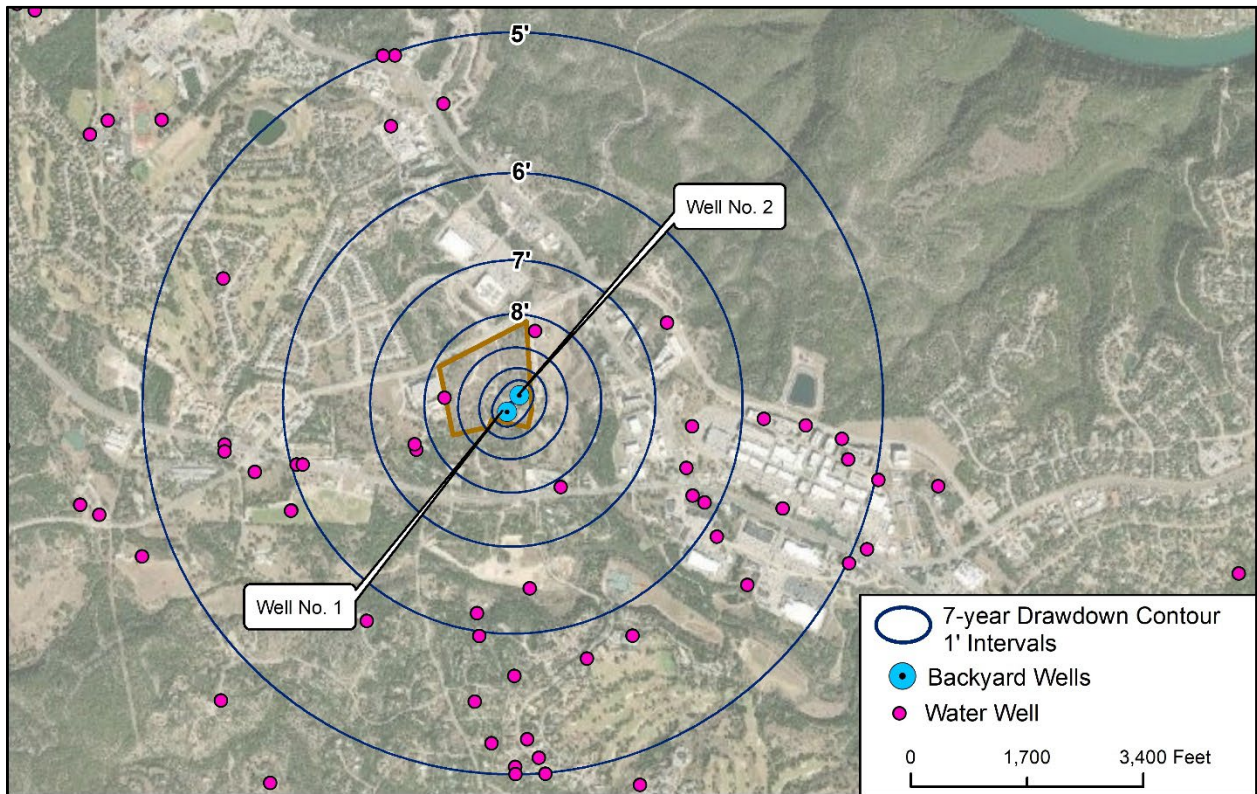 5'
6'
Well No. 2
7'
8'
Well No. 1
7-year Drawdown Contour
1' Intervals
Backyard Wells
Water Well
0 1,700 3,400 Feet